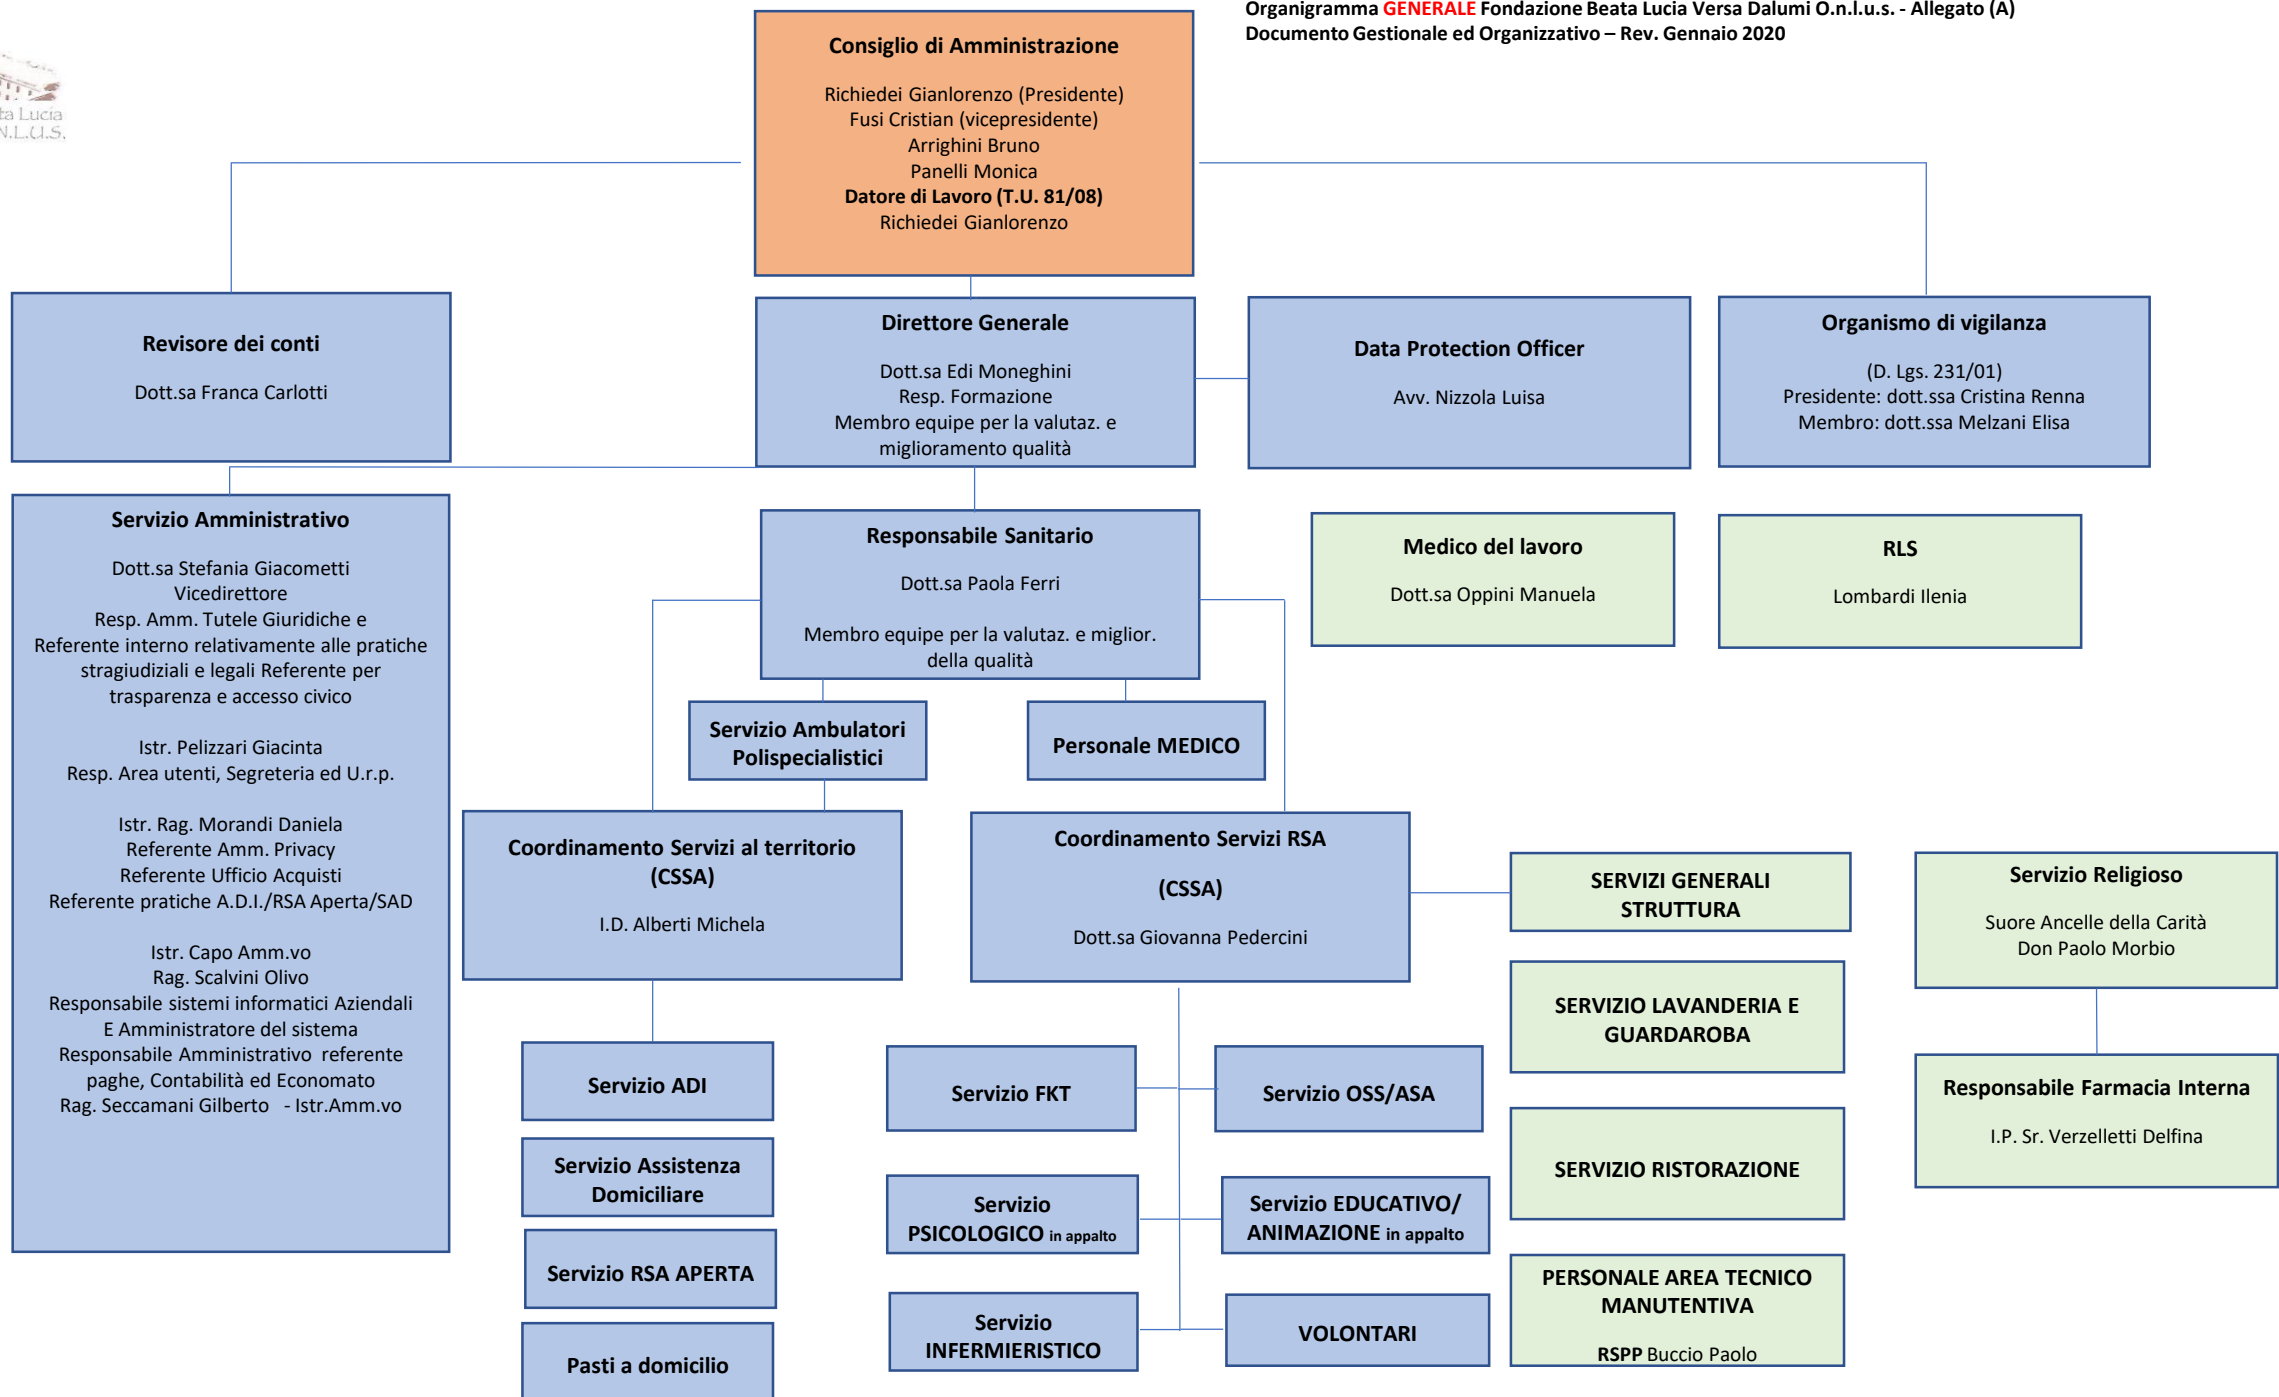 Organigramma GENERALE Fondazione Beata Lucia Versa Dalumi O.n.l.u.s. - Allegato (A)
Documento Gestionale ed Organizzativo – Rev. Gennaio 2020
Lucia
N.L.U.S.
Consiglio di Amministrazione
Richiedei Gianlorenzo (Presidente)
Fusi Cristian (vicepresidente)
Arrighini Bruno
Panelli Monica
Datore di Lavoro (T.U. 81/08)
Richiedei Gianlorenzo
Revisore dei conti
Dott.sa Franca Carlotti
Direttore Generale
Dott.sa Edi Moneghini
Resp. Formazione
Membro equipe per la valutaz. e
miglioramento qualità
Data Protection Officer
Avv. Nizzola Luisa
Organismo di vigilanza
(D. Lgs. 231/01)
Presidente: dott.ssa Cristina Renna
Membro: dott.ssa Melzani Elisa
Servizio Amministrativo
Dott.sa Stefania Giacometti
Vicedirettore
Resp. Amm. Tutele Giuridiche e
Referente interno relativamente alle pratiche
stragiudiziali e legali Referente per
trasparenza e accesso civico
Istr. Pelizzari Giacinta
Resp. Area utenti, Segreteria ed U.r.p.
Istr. Rag. Morandi Daniela
Referente Amm. Privacy
Referente Ufficio Acquisti
Referente pratiche A.D.I./RSA Aperta/SAD
Istr. Capo Amm.vo
Rag. Scalvini Olivo
Responsabile sistemi informatici Aziendali
E Amministratore del sistema
Responsabile Amministrativo referente
paghe, Contabilità ed Economato
Rag. Seccamani Gilberto - Istr.Amm.vo
Responsabile Sanitario
Dott.sa Paola Ferri
Membro equipe per la valutaz. e miglior.
della qualità
Medico del lavoro
Dott.sa Oppini Manuela
RLS
Lombardi Ilenia
Servizio Ambulatori
Polispecialistici
Personale MEDICO
Coordinamento Servizi al territorio
(CSSA)
I.D. Alberti Michela
Coordinamento Servizi RSA
(CSSA)
Dott.sa Giovanna Pedercini
SERVIZI GENERALI
STRUTTURA
Servizio Religioso
Suore Ancelle della Carità
Don Paolo Morbio
SERVIZIO LAVANDERIA E
GUARDAROBA
Servizio ADI
Servizio FKT
Servizio OSS/ASA
Responsabile Farmacia Interna
I.P. Sr. Verzelletti Delfina
Servizio Assistenza
Domiciliare
SERVIZIO RISTORAZIONE
Servizio
PSICOLOGICO in appalto
Servizio EDUCATIVO/
ANIMAZIONE in appalto
Servizio RSA APERTA
PERSONALE AREA TECNICO
MANUTENTIVA
RSPP Buccio Paolo
Servizio
INFERMIERISTICO
VOLONTARI
Pasti a domicilio